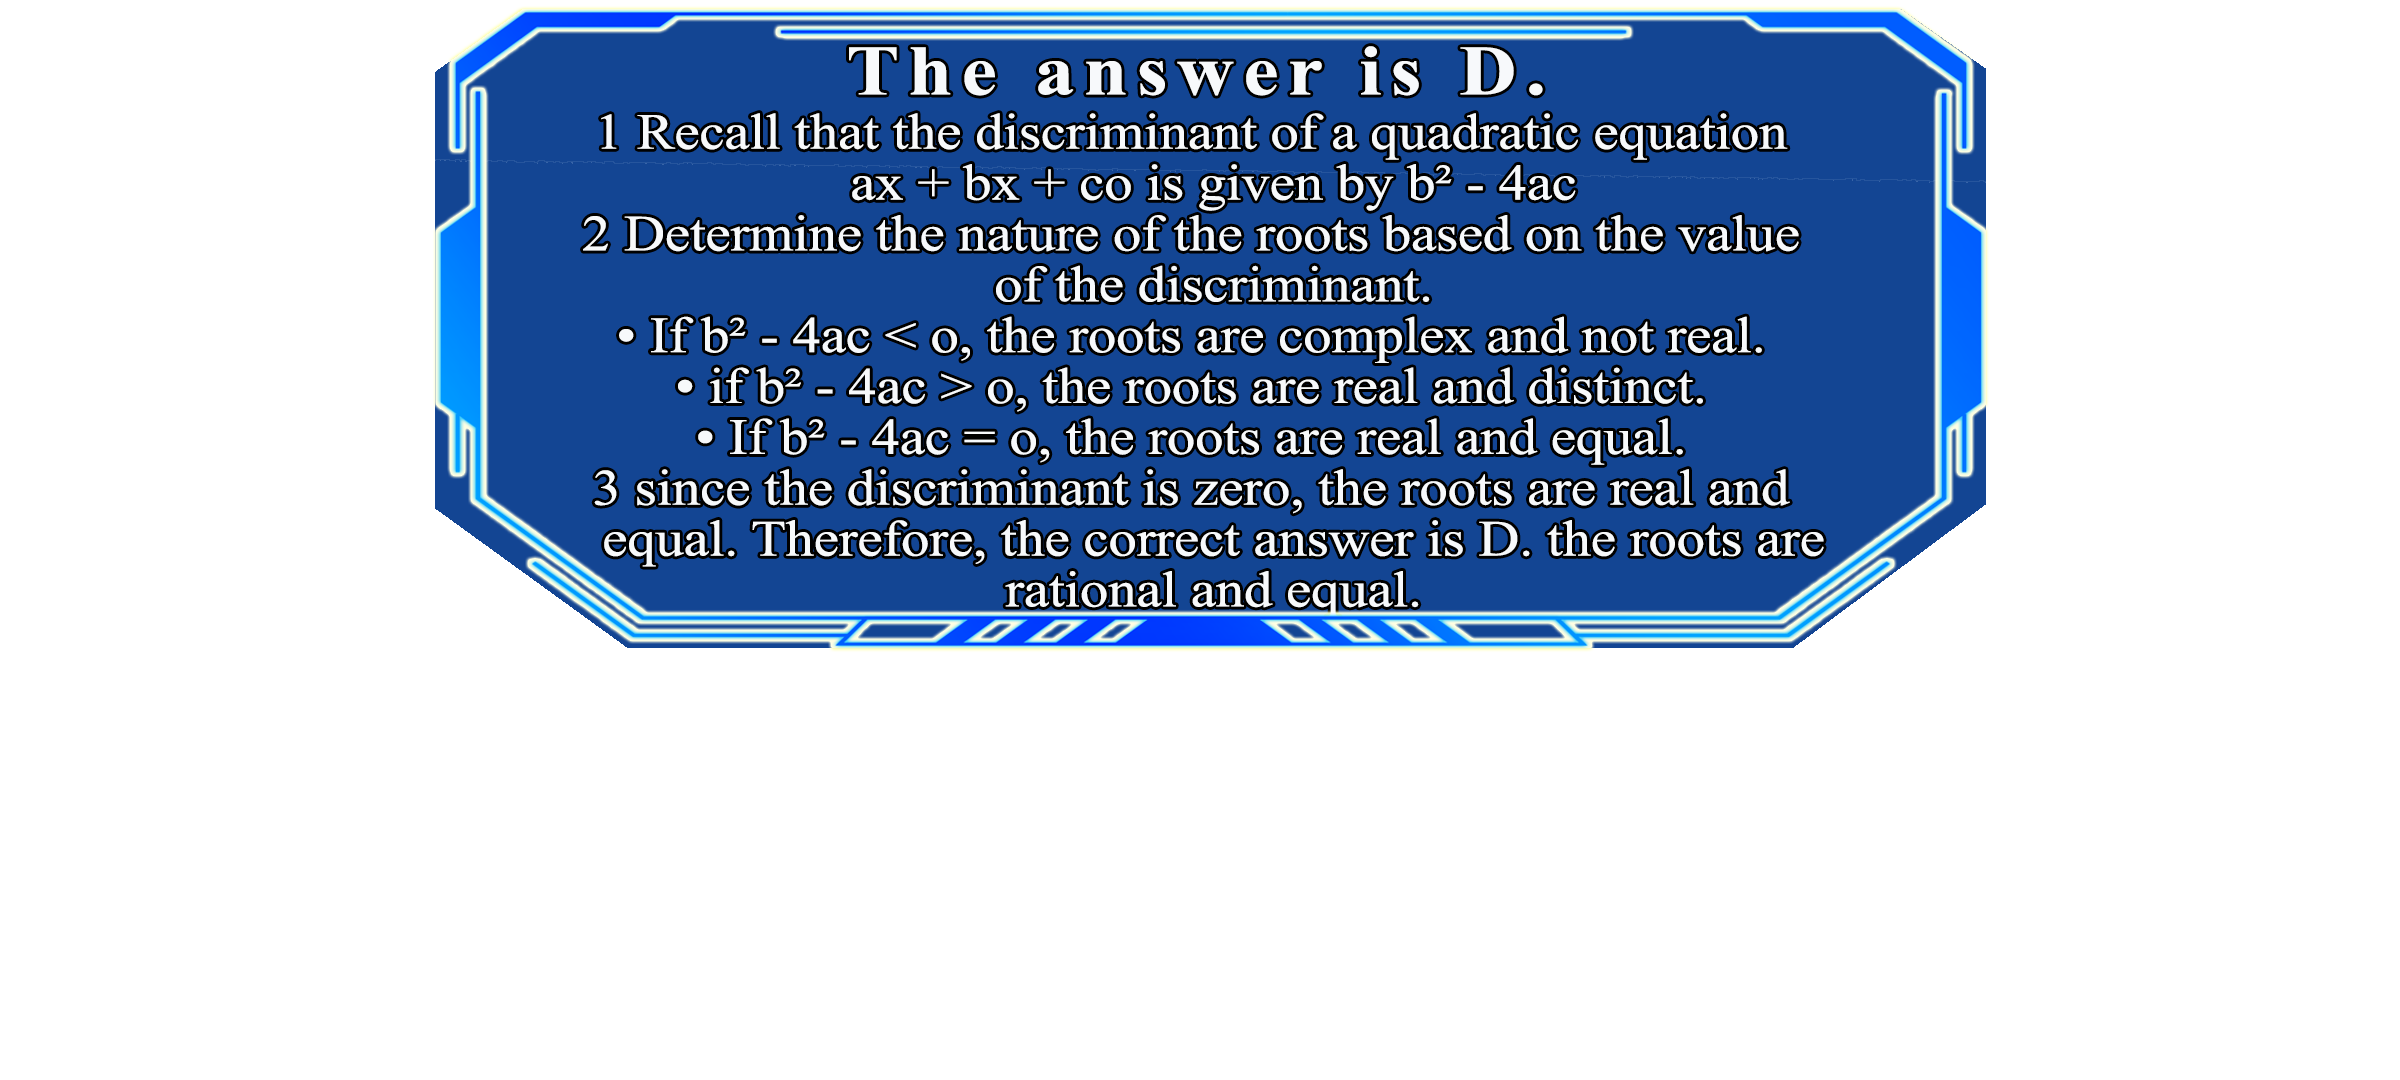 The answer is D.
1 Recall that the discriminant of a quadratic equation
ax + bx + co is given by b² - 4ac
2 Determine the nature of the roots based on the value
of the discriminant.
• If b² - 4ac < o, the roots are complex and not real.
• if b² - 4ac > o, the roots are real and distinct.
• If b² - 4ac = o, the roots are real and equal.
3 since the discriminant is zero, the roots are real and
equal. Therefore, the correct answer is D. the roots are
rational and equal.